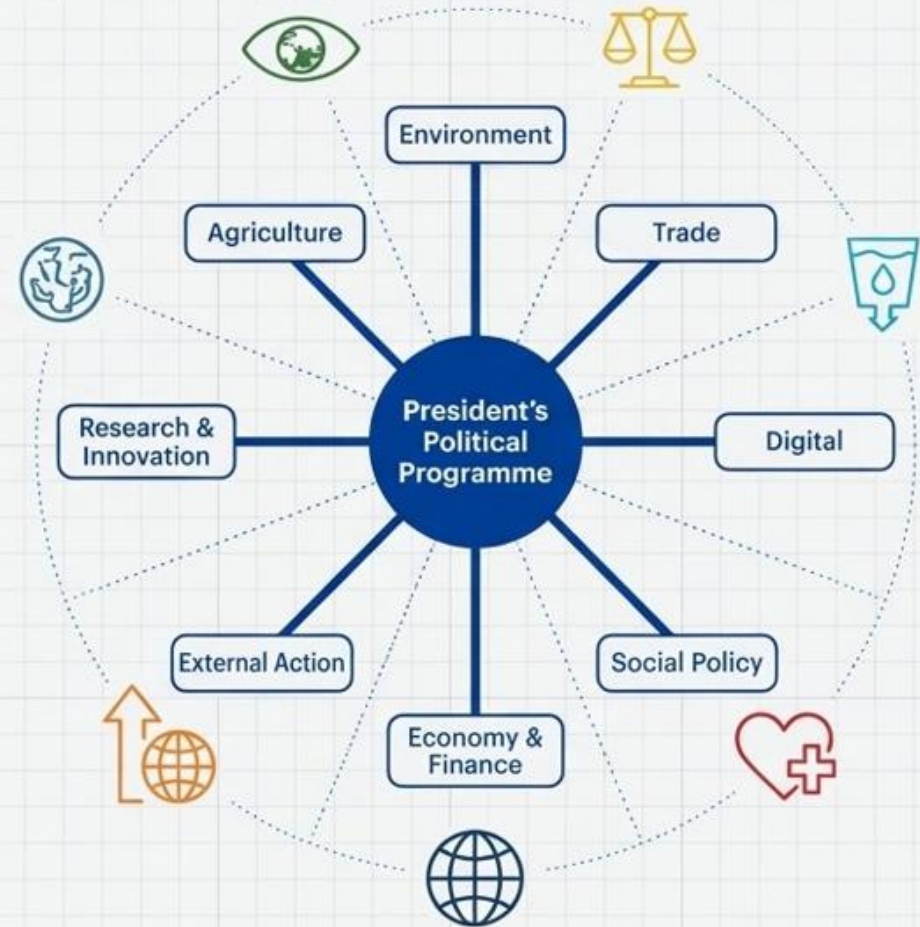 Environment
Agriculture
Trade
President's
Political
Programme
Research &
Innovation
Digital
External Action
Social Policy
Economy &
Finance